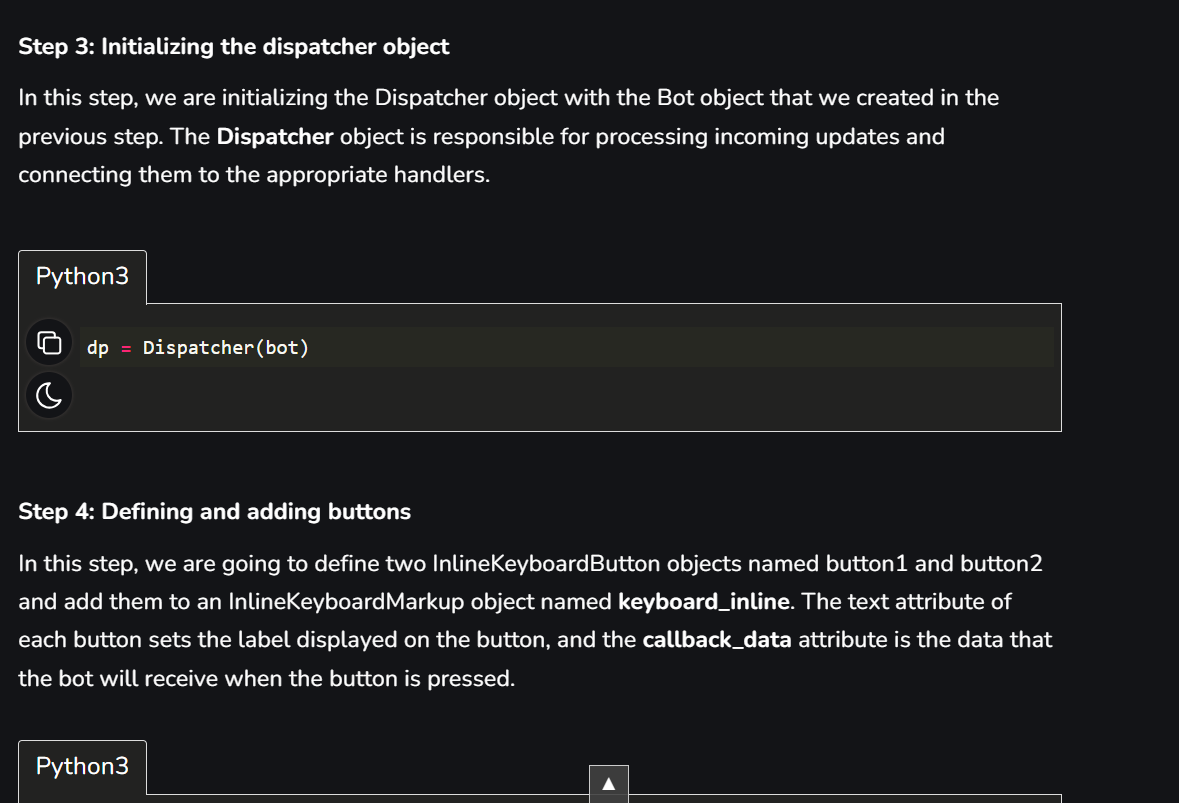 Step 3: Initializing the dispatcher object
In this step, we are initializing the Dispatcher object with the Bot object that we created in the
previous step. The Dispatcher object is responsible for processing incoming updates and
connecting them to the appropriate handlers.
Python3
dp = Dispatcher(bot)
Step 4: Defining and adding buttons
In this step, we are going to define two InlineKeyboardButton objects named button1 and button2
and add them to an InlineKeyboardMarkup object named keyboard_inline. The text attribute of
each button sets the label displayed on the button, and the callback_data attribute is the data that
the bot will receive when the button is pressed.
Python3